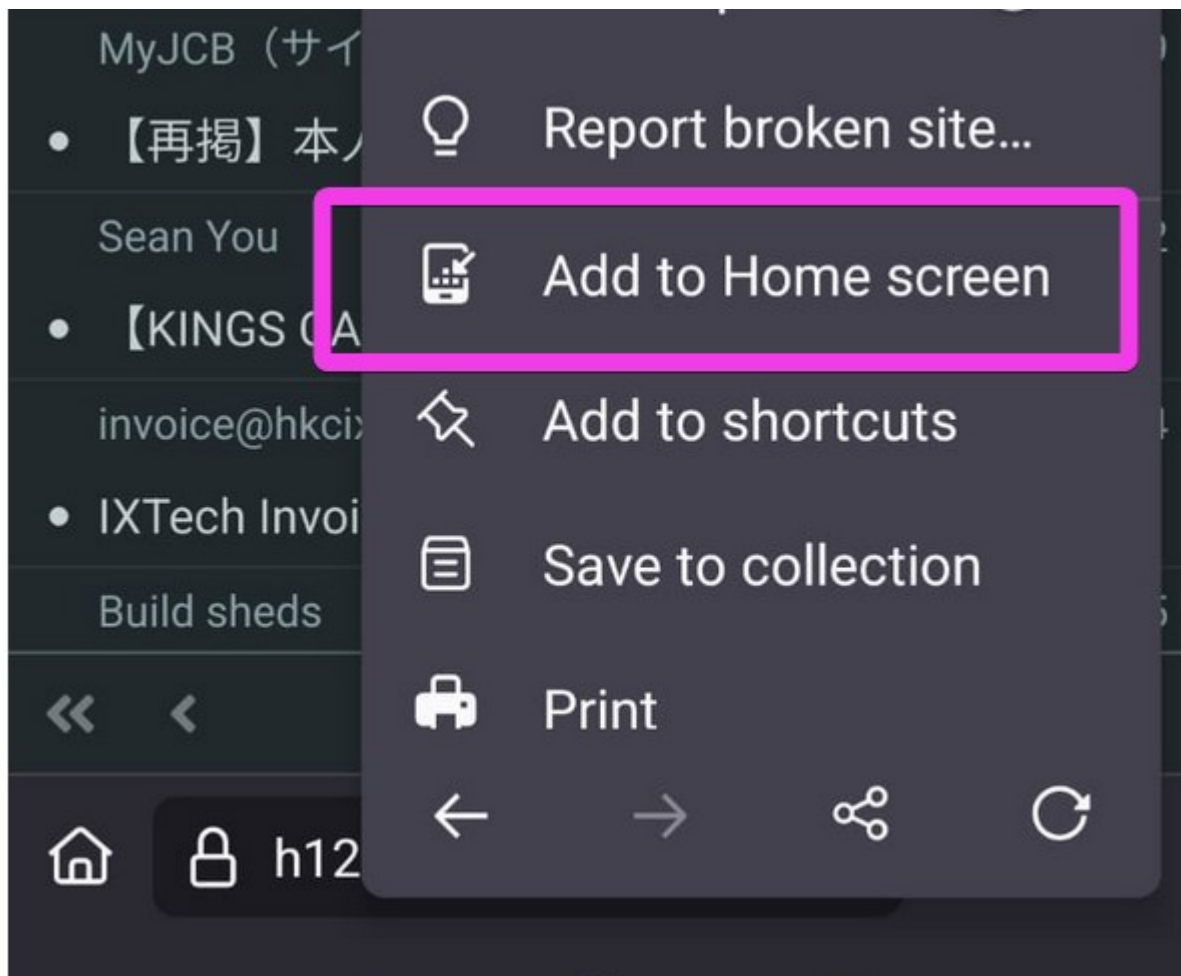 MyJCB（サイ
Report broken site...
【再掲】本
Sean You
Add to Home screen
【KINGS CA
invoice@hkcix
Add to shortcuts
IXTech Invoi
Save to collection
Build sheds
Print
h12